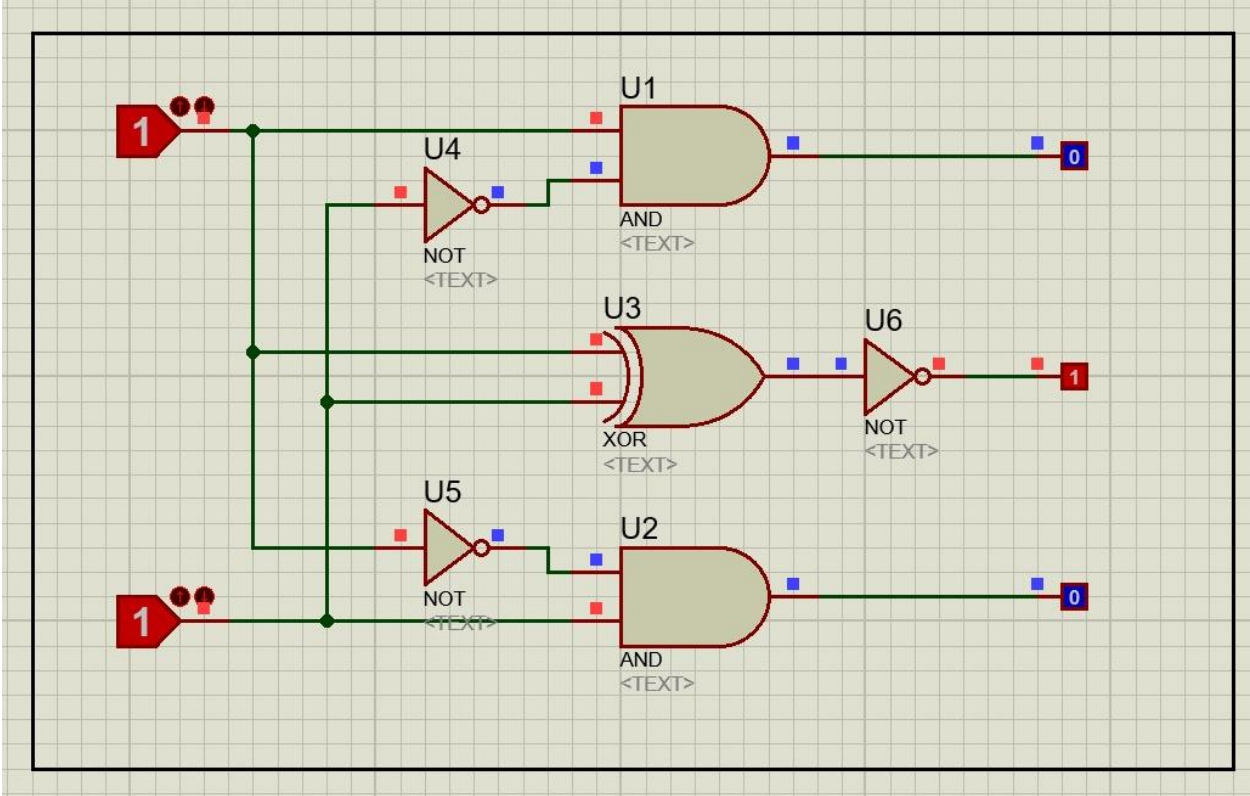 U1
1
U4
0
AND
<TEXT>
NOT
<TEXT>
U3
U6
1
XOR
<TEXT>
NOT
<TEXT>
U5
U2
0
NOT
<TEXT>
1
AND
<TEXT>